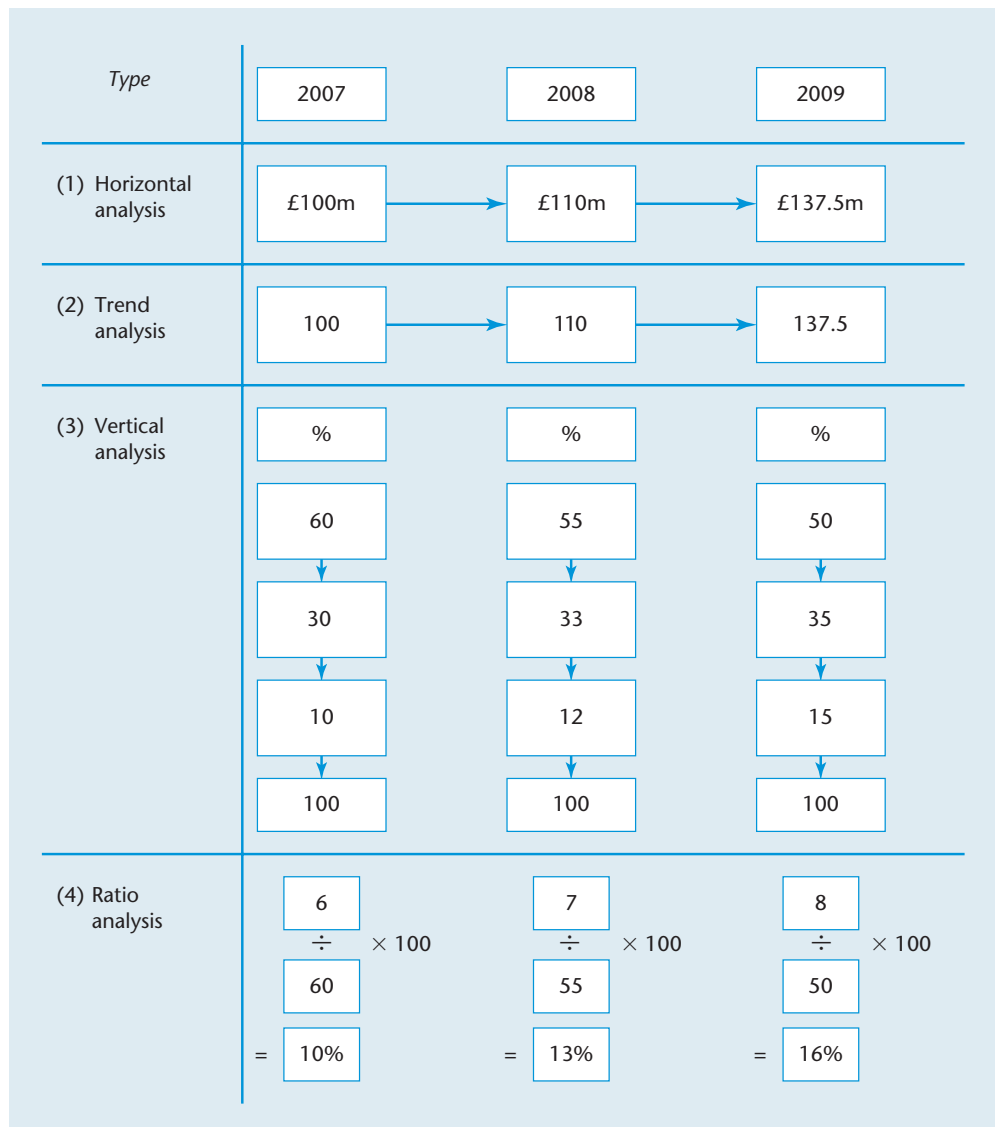 Type 2007 2008 2009
(1) Horizontal
analysis
£100m £110m £137.5m
(2) Trend
analysis
100 110 137.5
(3) Vertical
analysis
% % %
60 55 50
30 33 35
10 12 15
100 100 100
(4) Ratio
analysis
6 7 8
÷ × 100 ÷ × 100 ÷ × 100
60 55 50
= 10% = 13% = 16%